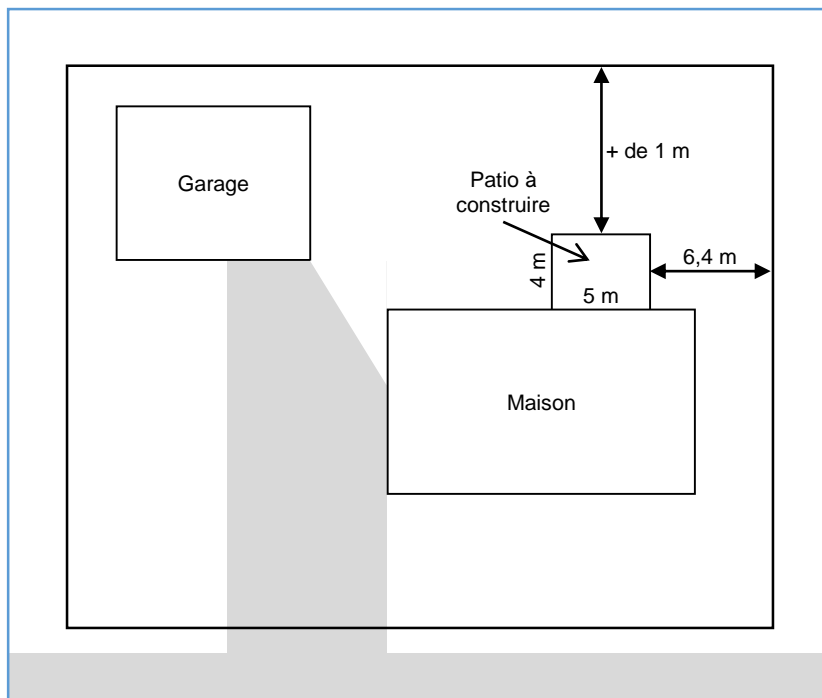 + de 1 m
Garage
Patio à
construire
6,4 m
4 m
5 m
Maison